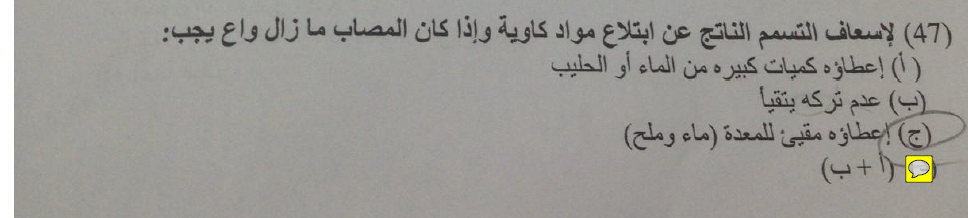 (47) لإسعاف التسمم الناتج عن ابتلاع مواد كاوية وإذا كان المصاب ما زال واع يجب:
(أ) إعطاؤه كميات كبيره من الماء أو الحليب
(ب) عدم تركه يتقيأ
(ج) إعطاؤه مقيئ للمعدة (ماء وملح)
(أ + ب)